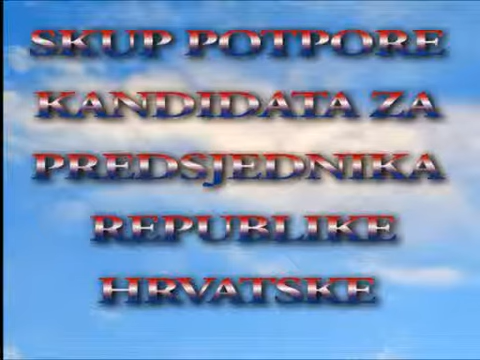 SKUP POTPORE
KANDIDATA ZA
PREDSJEDNIKA
REPUBLIKE
HRVATSKE